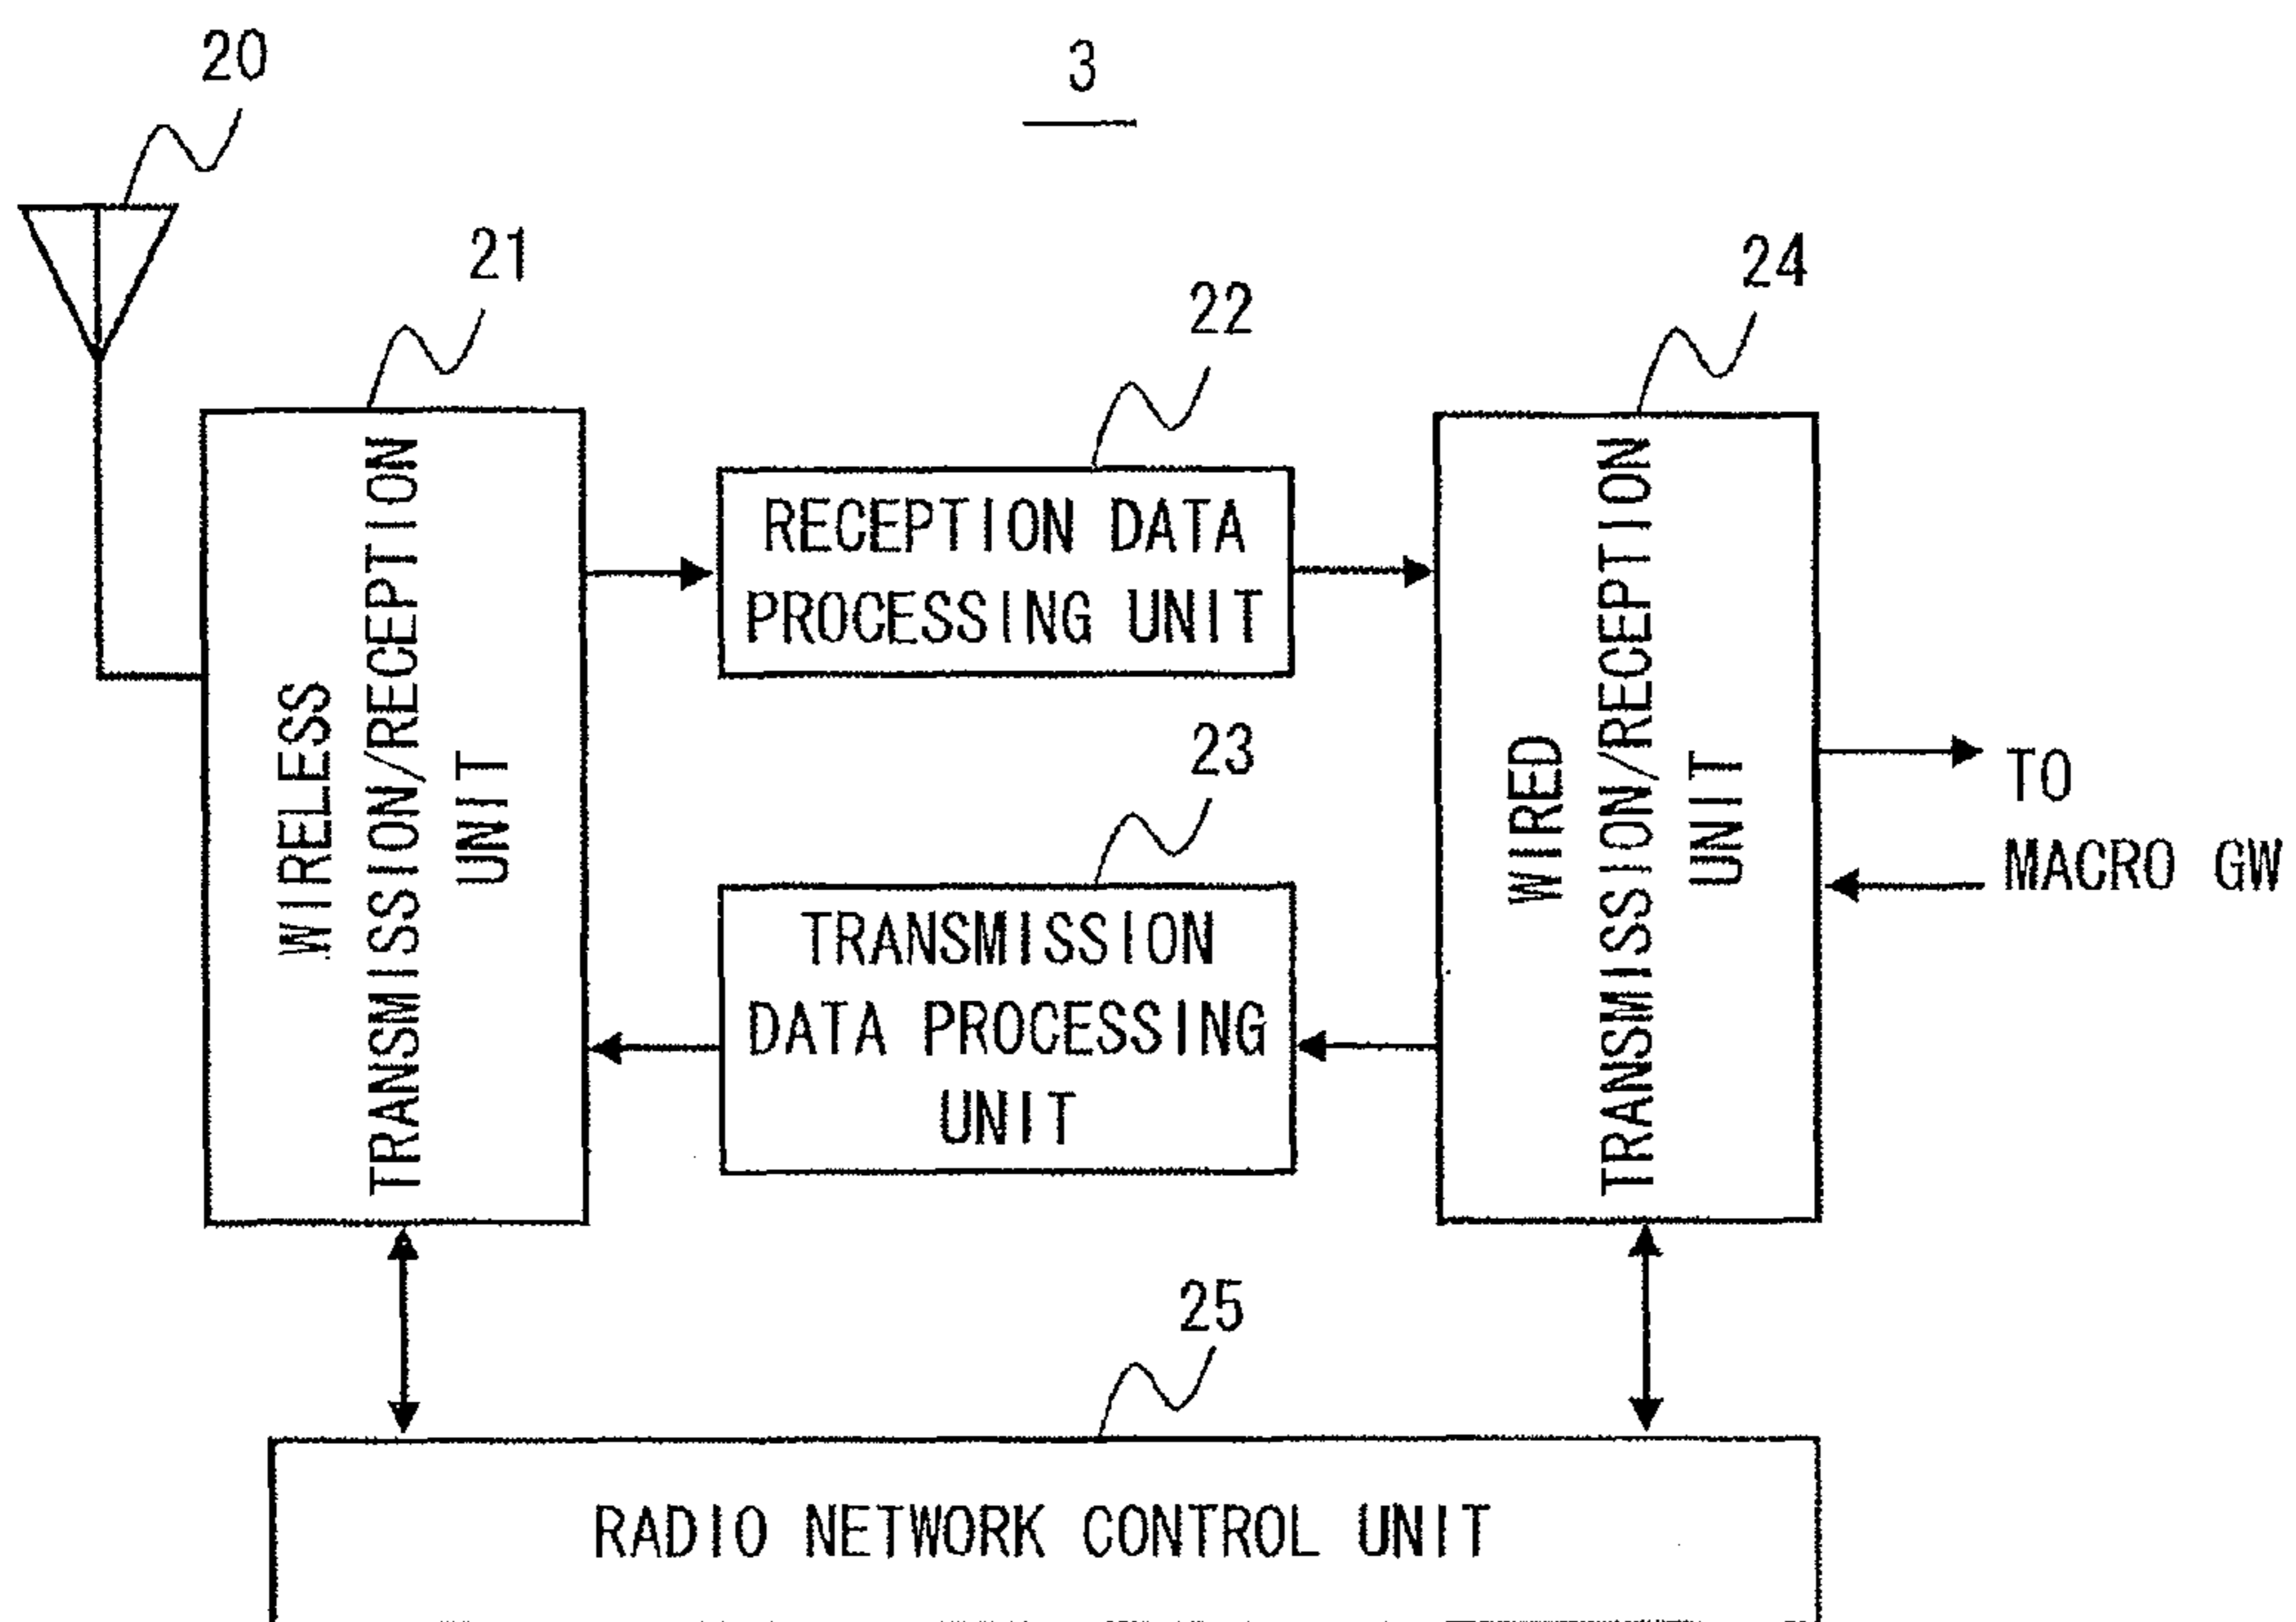 20
3
21
22
24
WIRELESS
TRANSMISSION/RECEPTION
UNIT
RECEPTION DATA
PROCESSING UNIT
WIRED
TRANSMISSION/RECEPTION
UNIT
23
TO
MACRO GW
TRANSMISSION
DATA PROCESSING
UNIT
25
RADIO NETWORK CONTROL UNIT